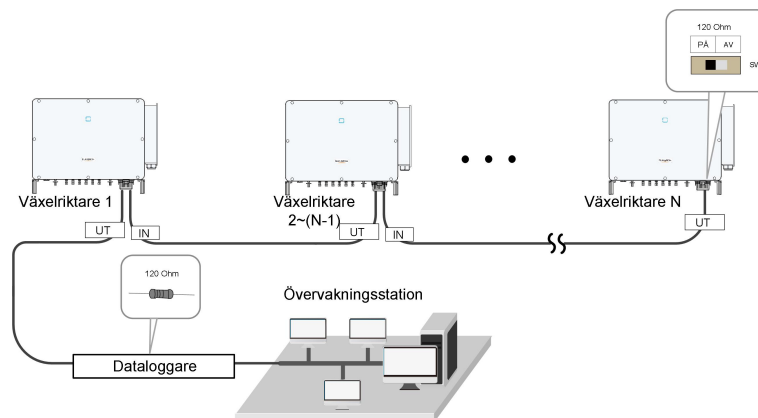 120 Ohm
PÅ AV
SW
Växelriktare 1
Växelriktare
2~(N-1)
Växelriktare N
UT IN
UT IN
UT
120 Ohm
Övervakningsstation
Dataloggare